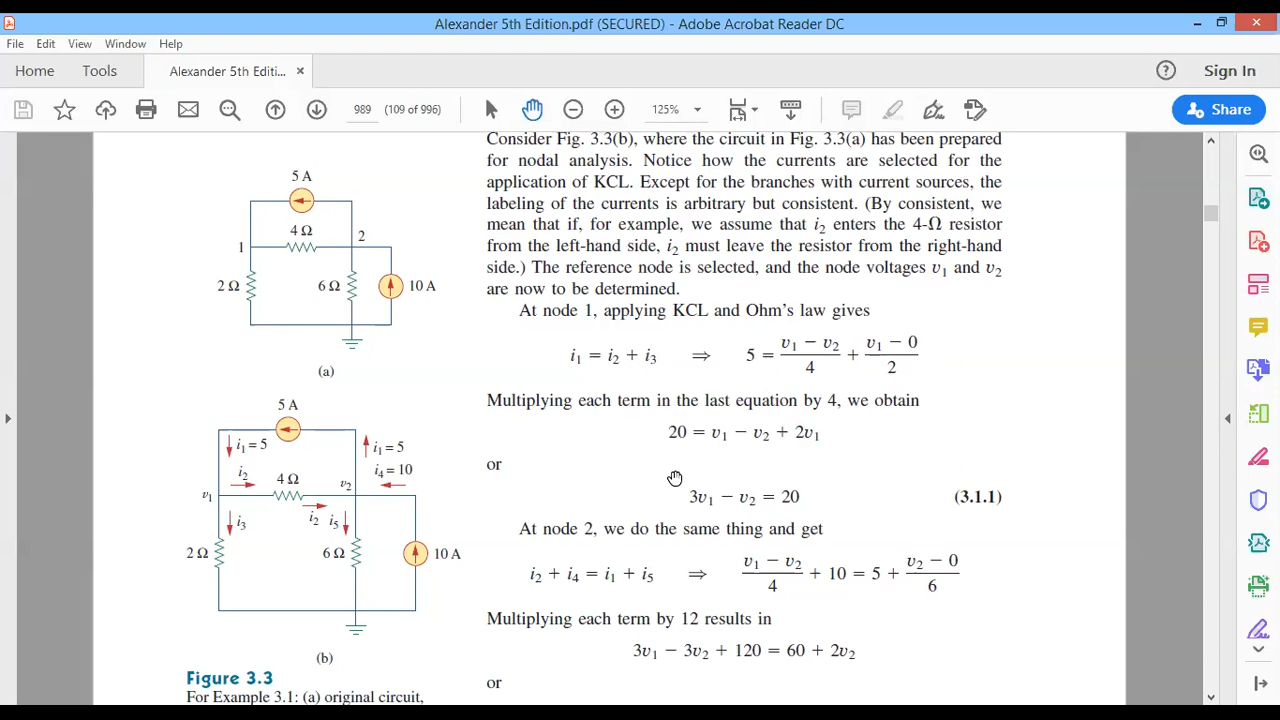 Alexander 5th Edition.pdf (SECURED) - Adobe Acrobat Reader DC
File Edit View Window Help
Home Tools Alexander 5th Editi... × Sign In
989 (109 of 996) 125% Share
Consider Fig. 3.3(b), where the circuit in Fig. 3.3(a) has been prepared
for nodal analysis. Notice how the currents are selected for the
application of KCL. Except for the branches with current sources, the
labeling of the currents is arbitrary but consistent. (By consistent, we
mean that if, for example, we assume that i₂ enters the 4-Ω resistor
from the left-hand side, i₂ must leave the resistor from the right-hand
side.) The reference node is selected, and the node voltages v₁ and v₂
are now to be determined.
At node 1, applying KCL and Ohm's law gives
i₁ = i₂ + i₃ ⇒ 5 = (v₁ − v₂)/4 + (v₁ − 0)/2
Multiplying each term in the last equation by 4, we obtain
20 = v₁ − v₂ + 2v₁
or
3v₁ − v₂ = 20 (3.1.1)
At node 2, we do the same thing and get
i₂ + i₄ = i₁ + i₅ ⇒ (v₁ − v₂)/4 + 10 = 5 + (v₂ − 0)/6
Multiplying each term by 12 results in
3v₁ − 3v₂ + 120 = 60 + 2v₂
or
5 A
4 Ω
1 2
2 Ω 6 Ω 10 A
(a)
5 A
i₁ = 5 i₁ = 5
i₂ 4 Ω i₄ = 10
v₁ v₂
i₃ i₂ i₅
2 Ω 6 Ω 10 A
(b)
Figure 3.3
For Example 3.1: (a) original circuit,